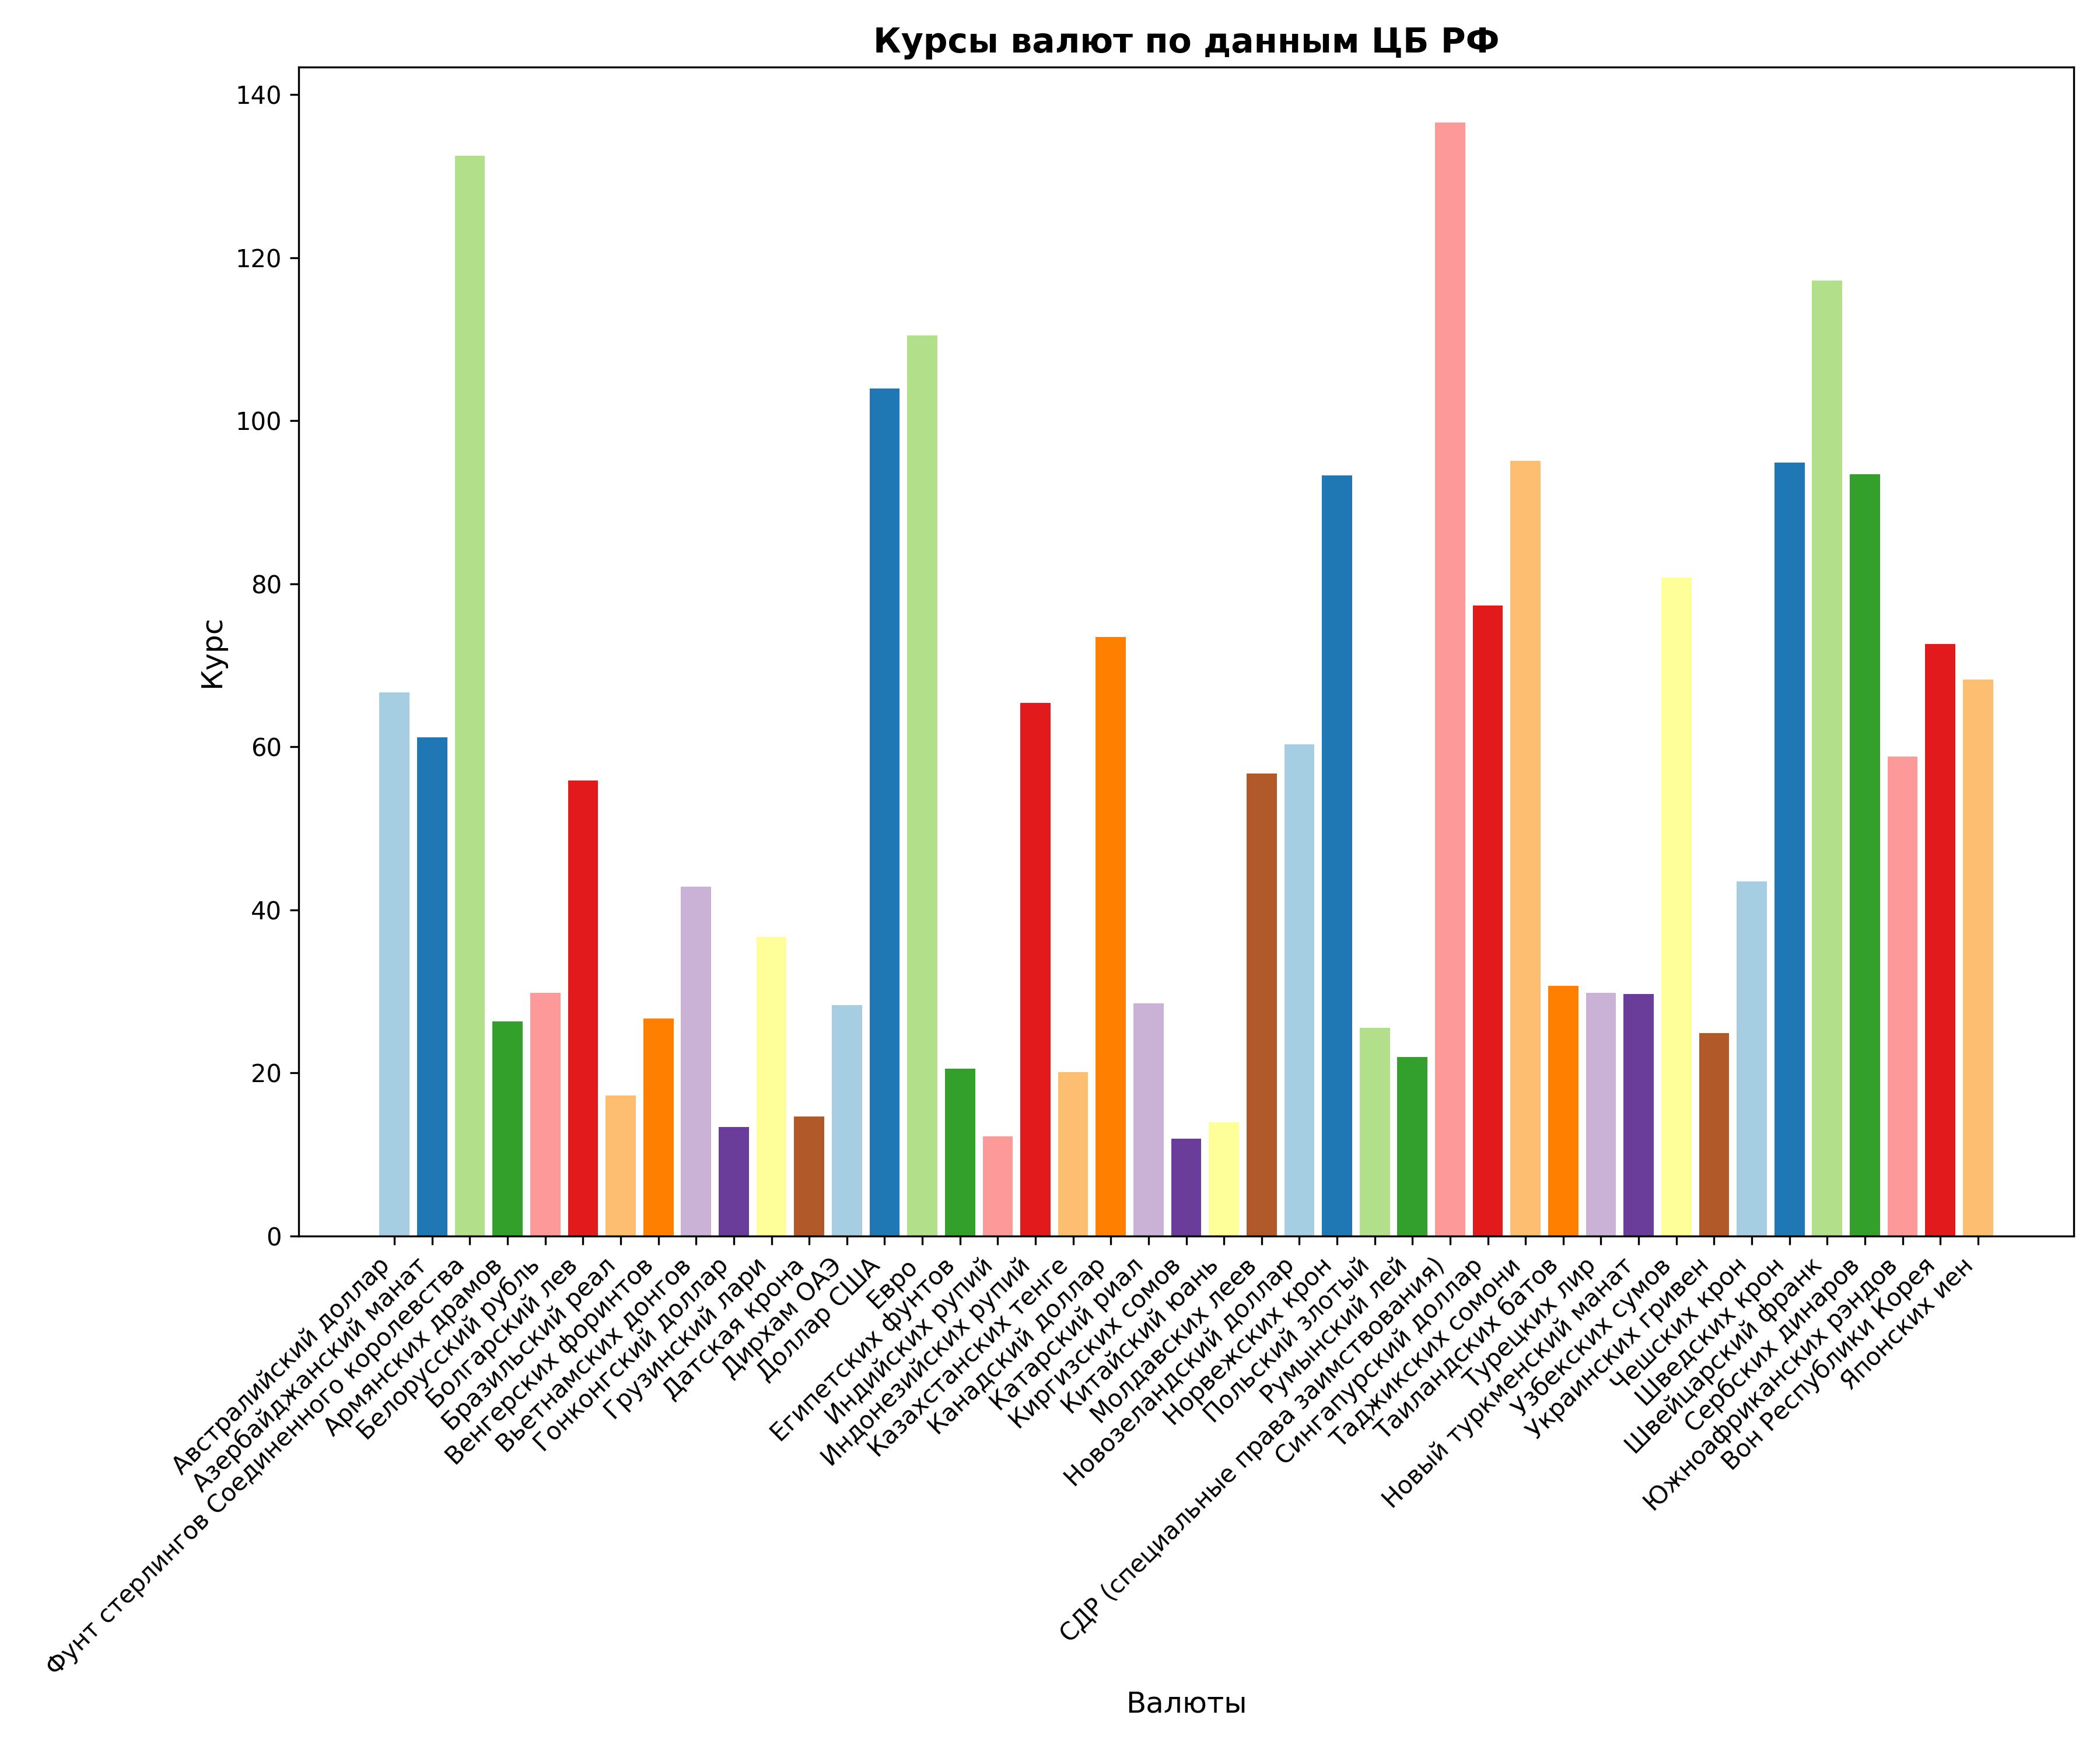 Курсы валют по данным ЦБ РФ
Курс
140
120
100
80
60
40
20
0
Австралийский доллар
Азербайджанский манат
Фунт стерлингов Соединенного королевства
Армянских драмов
Белорусский рубль
Болгарский лев
Бразильский реал
Венгерских форинтов
Вьетнамских донгов
Гонконгский доллар
Грузинский лари
Датская крона
Дирхам ОАЭ
Доллар США
Евро
Египетских фунтов
Индийских рупий
Индонезийских рупий
Казахстанских тенге
Канадский доллар
Катарский риал
Киргизских сомов
Китайский юань
Молдавских леев
Новозеландский доллар
Норвежских крон
Польский злотый
Румынский лей
СДР (специальные права заимствования)
Сингапурский доллар
Таджикских сомони
Таиландских батов
Турецких лир
Новый туркменский манат
Узбекских сумов
Украинских гривен
Чешских крон
Шведских крон
Швейцарский франк
Сербских динаров
Южноафриканских рэндов
Вон Республики Корея
Японских иен
Валюты